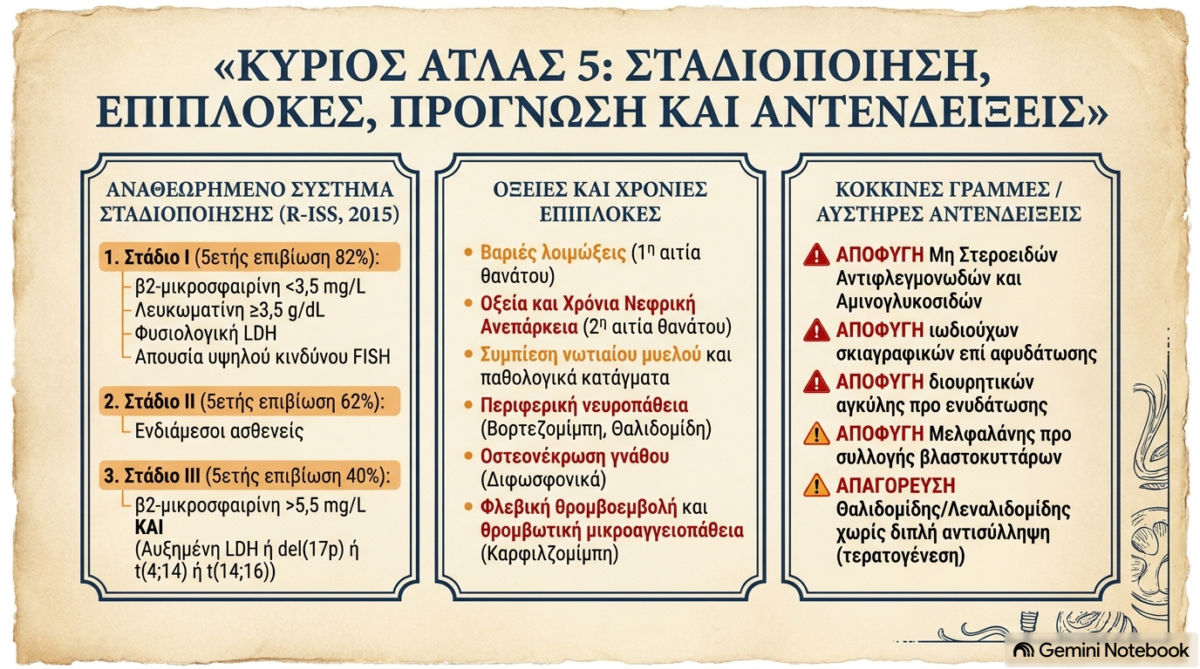 «ΚΥΡΙΟΣ ΑΤΛΑΣ 5: ΣΤΑΔΙΟΠΟΙΗΣΗ,
ΕΠΙΠΛΟΚΕΣ, ΠΡΟΓΝΩΣΗ ΚΑΙ ΑΝΤΕΝΔΕΙΞΕΙΣ»
ΑΝΑΘΕΩΡΗΜΕΝΟ ΣΥΣΤΗΜΑ
ΣΤΑΔΙΟΠΟΙΗΣΗΣ (R-ISS, 2015)
1. Στάδιο I (5ετής επιβίωση 82%):
β2-μικροσφαιρίνη <3,5 mg/L
Λευκωματίνη ≥3,5 g/dL
Φυσιολογική LDH
Απουσία υψηλού κινδύνου FISH
2. Στάδιο II (5ετής επιβίωση 62%):
Ενδιάμεσοι ασθενείς
3. Στάδιο III (5ετής επιβίωση 40%):
β2-μικροσφαιρίνη >5,5 mg/L
ΚΑΙ
(Αυξημένη LDH ή del(17p) ή
t(4;14) ή t(14;16))
ΟΞΕΙΕΣ ΚΑΙ ΧΡΟΝΙΕΣ
ΕΠΙΠΛΟΚΕΣ
• Βαριές λοιμώξεις (1η αιτία
θανάτου)
• Οξεία και Χρόνια Νεφρική
Ανεπάρκεια (2η αιτία θανάτου)
• Συμπίεση νωτιαίου μυελού και
παθολογικά κατάγματα
• Περιφερική νευροπάθεια
(Βορτεζομίμπη, Θαλιδομίδη)
• Οστεονέκρωση γνάθου
(Διφωσφονικά)
• Φλεβική θρομβοεμβολή και
θρομβωτική μικροαγγειοπάθεια
(Καρφιλζομίμπη)
ΚΟΚΚΙΝΕΣ ΓΡΑΜΜΕΣ /
ΑΥΣΤΗΡΕΣ ΑΝΤΕΝΔΕΙΞΕΙΣ
ΑΠΟΦΥΓΗ Μη Στεροειδών
Αντιφλεγμονωδών και
Αμινογλυκοσιδών
ΑΠΟΦΥΓΗ ιωδιούχων
σκιαγραφικών επί αφυδάτωσης
ΑΠΟΦΥΓΗ διουρητικών
αγκύλης προ ενυδάτωσης
ΑΠΟΦΥΓΗ Μελφαλάνης προ
συλλογής βλαστοκυττάρων
ΑΠΑΓΟΡΕΥΣΗ
Θαλιδομίδης/Λεναλιδομίδης
χωρίς διπλή αντισύλληψη
(τερατογένεση)
Gemini Notebook